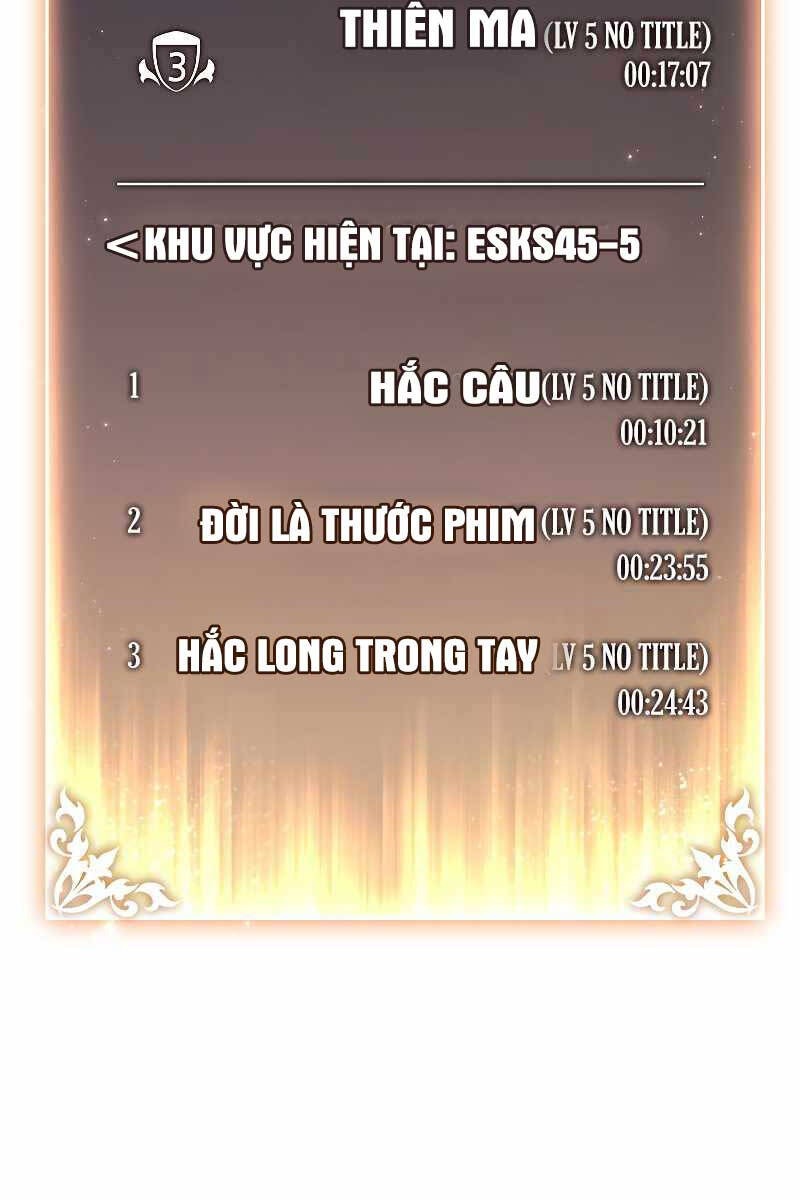 THIÊN MA (LV 5 NO TITLE)
3
00:17:07
<KHU VỰC HIỆN TẠI: ESKS45-5
1 HẮC CÂU(LV 5 NO TITLE)
00:10:21
2 ĐỜI LÀ THƯỚC PHIM (LV 5 NO TITLE)
00:23:55
3 HẮC LONG TRONG TAY LV 5 NO TITLE)
00:24:43